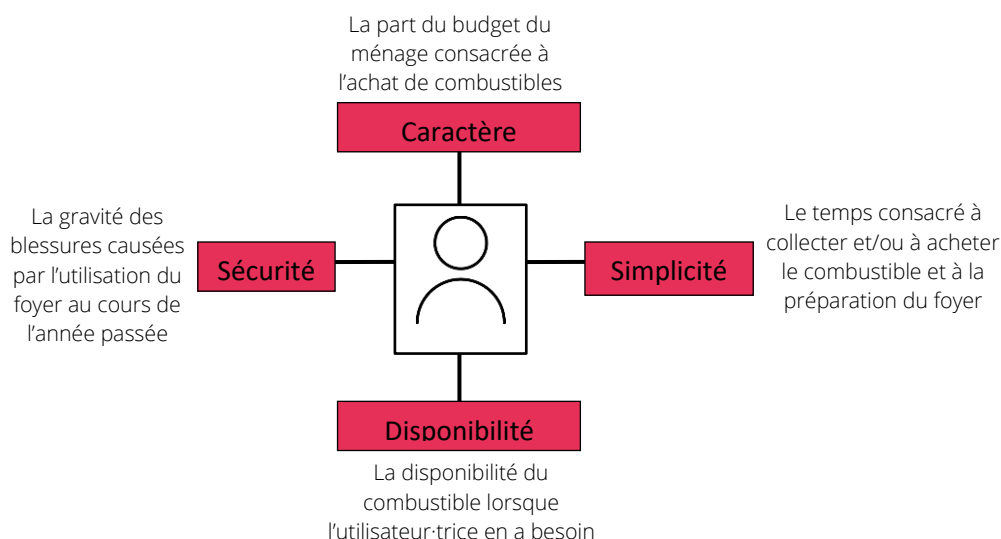 La part du budget du
ménage consacrée à
l’achat de combustibles
Caractère
La gravité des
blessures causées
par l’utilisation du
foyer au cours de
l’année passée
Sécurité
Simplicité
Le temps consacré à
collecter et/ou à acheter
le combustible et à la
préparation du foyer
Disponibilité
La disponibilité du
combustible lorsque
l’utilisateur·trice en a besoin